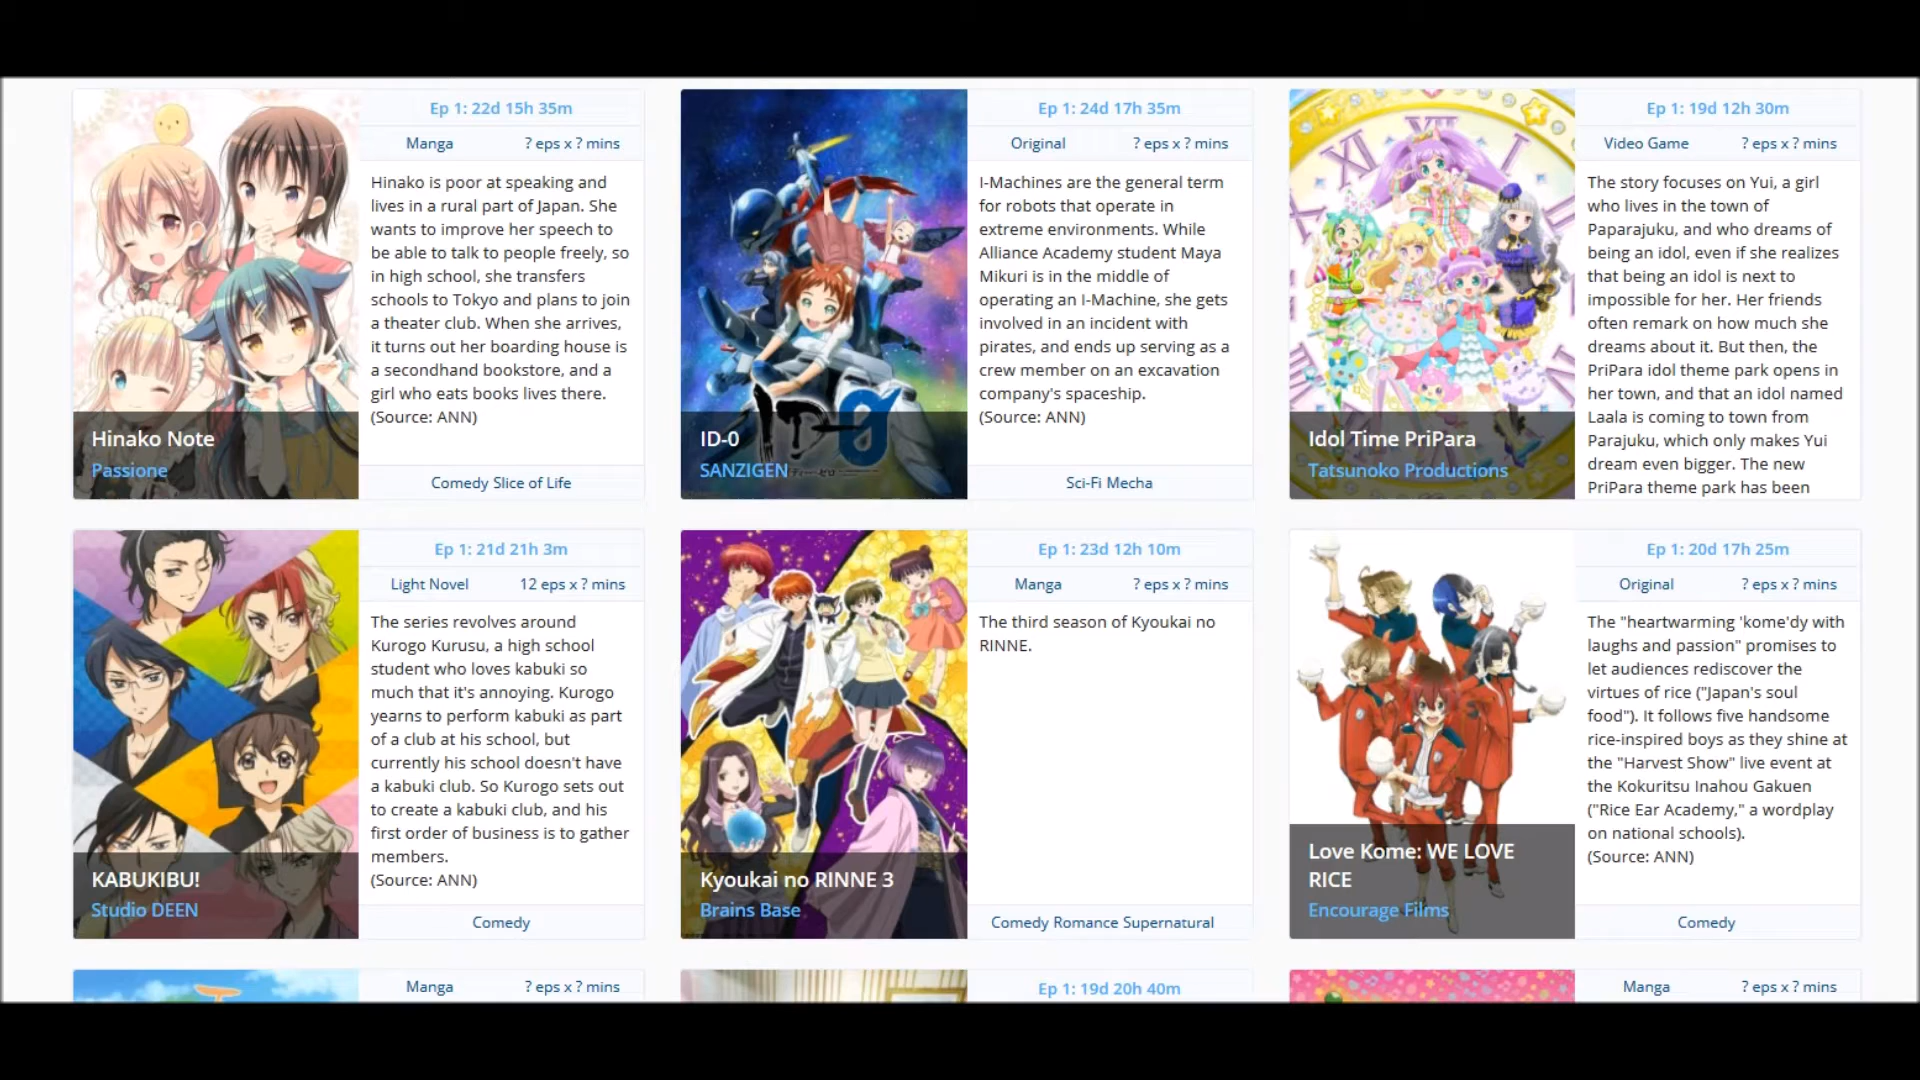 Ep 1: 22d 15h 35m
Manga ? eps x ? mins
Hinako is poor at speaking and
lives in a rural part of Japan. She
wants to improve her speech to
be able to talk to people freely, so
in high school, she transfers
schools to Tokyo and plans to join
a theater club. When she arrives,
it turns out her boarding house is
a secondhand bookstore, and a
girl who eats books lives there.
(Source: ANN)
Hinako Note
Passione
Comedy Slice of Life
Ep 1: 24d 17h 35m
Original ? eps x ? mins
I-Machines are the general term
for robots that operate in
extreme environments. While
Alliance Academy student Maya
Mikuri is in the middle of
operating an I-Machine, she gets
involved in an incident with
pirates, and ends up serving as a
crew member on an excavation
company's spaceship.
(Source: ANN)
ID-0
ID-0
SANZIGEN
Sci-Fi Mecha
Ep 1: 19d 12h 30m
Video Game ? eps x ? mins
The story focuses on Yui, a girl
who lives in the town of
Paparajuku, and who dreams of
being an idol, even if she realizes
that being an idol is next to
impossible for her. Her friends
often remark on how much she
dreams about it. But then, the
PriPara idol theme park opens in
her town, and that an idol named
Laala is coming to town from
Parajuku, which only makes Yui
dream even bigger. The new
PriPara theme park has been
Idol Time PriPara
Tatsunoko Productions
Ep 1: 21d 21h 3m
Light Novel 12 eps x ? mins
The series revolves around
Kurogo Kurusu, a high school
student who loves kabuki so
much that it's annoying. Kurogo
yearns to perform kabuki as part
of a club at his school, but
currently his school doesn't have
a kabuki club. So Kurogo sets out
to create a kabuki club, and his
first order of business is to gather
members.
(Source: ANN)
KABUKIBU!
Studio DEEN
Comedy
Ep 1: 23d 12h 10m
Manga ? eps x ? mins
The third season of Kyoukai no
RINNE.
Kyoukai no RINNE 3
Brains Base
Comedy Romance Supernatural
Ep 1: 20d 17h 25m
Original ? eps x ? mins
The "heartwarming 'kome'dy with
laughs and passion" promises to
let audiences rediscover the
virtues of rice ("Japan's soul
food"). It follows five handsome
rice-inspired boys as they shine at
the "Harvest Show" live event at
the Kokuritsu Inahou Gakuen
("Rice Ear Academy," a wordplay
on national schools).
(Source: ANN)
Love Kome: WE LOVE
RICE
Encourage Films
Comedy
Manga ? eps x ? mins
Ep 1: 19d 20h 40m
Manga ? eps x ? mins